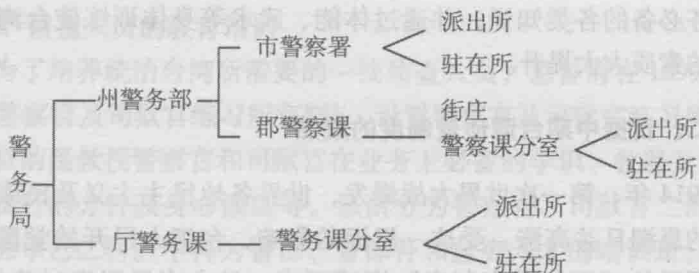 警务局
州警务部
市警察署
派出所
驻在所
郡警察课
街庄
警察课分室
派出所
驻在所
厅警务课
警务课分室
派出所
驻在所